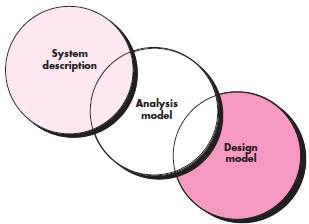 System
description
Analysis
model
Design
model